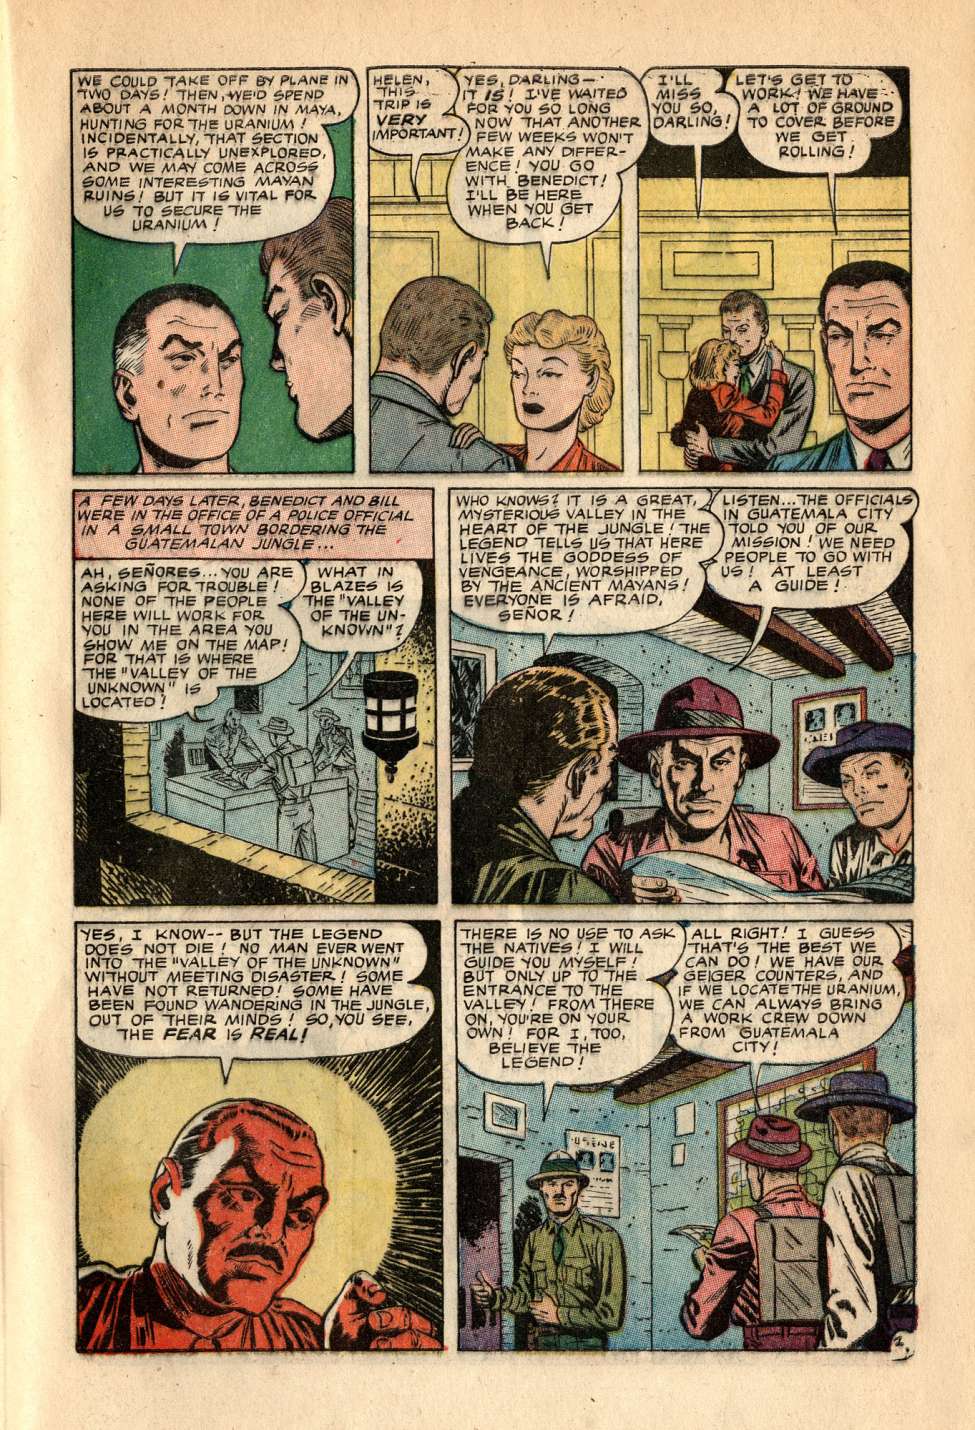 WE COULD TAKE OFF BY PLANE IN
TWO DAYS! THEN, WE'D SPEND
ABOUT A MONTH DOWN IN MAYA,
HUNTING FOR THE URANIUM!
INCIDENTALLY, THAT SECTION
IS PRACTICALLY UNEXPLORED,
AND WE MAY COME ACROSS
SOME INTERESTING MAYAN
RUINS! BUT IT IS VITAL FOR
US TO SECURE THE
URANIUM!
HELEN,
THIS
TRIP IS
VERY
IMPORTANT!
YES, DARLING--
IT IS! I'VE WAITED
FOR YOU SO LONG
NOW THAT ANOTHER
FEW WEEKS WON'T
MAKE ANY DIFFER-
ENCE! YOU GO
WITH BENEDICT!
I'LL BE HERE
WHEN YOU GET
BACK!
I'LL
MISS
YOU SO,
DARLING!
LET'S GET TO
WORK! WE HAVE
A LOT OF GROUND
TO COVER BEFORE
WE GET
ROLLING!
A FEW DAYS LATER, BENEDICT AND BILL
WERE IN THE OFFICE OF A POLICE OFFICIAL
IN A SMALL TOWN BORDERING THE
GUATEMALAN JUNGLE...
AH, SEÑORES... YOU ARE
ASKING FOR TROUBLE!
NONE OF THE PEOPLE
HERE WILL WORK FOR
YOU IN THE AREA YOU
SHOW ME ON THE MAP!
FOR THAT IS WHERE
THE "VALLEY OF THE
UNKNOWN" IS
LOCATED!
WHAT IN
BLAZES IS
THE "VALLEY
OF THE UN-
KNOWN"?
WHO KNOWS? IT IS A GREAT,
MYSTERIOUS VALLEY IN THE
HEART OF THE JUNGLE! THE
LEGEND TELLS US THAT HERE
LIVES THE GODDESS OF
VENGEANCE, WORSHIPPED
BY THE ANCIENT MAYANS!
EVERYONE IS AFRAID,
SEÑOR!
LISTEN... THE OFFICIALS
IN GUATEMALA CITY
TOLD YOU OF OUR
MISSION! WE NEED
PEOPLE TO GO WITH
US! AT LEAST
A GUIDE!
YES, I KNOW-- BUT THE LEGEND
DOES NOT DIE! NO MAN EVER WENT
INTO THE "VALLEY OF THE UNKNOWN"
WITHOUT MEETING DISASTER! SOME
HAVE NOT RETURNED! SOME HAVE
BEEN FOUND WANDERING IN THE JUNGLE,
OUT OF THEIR MINDS! SO, YOU SEE,
THE FEAR IS REAL!
THERE IS NO USE TO ASK
THE NATIVES! I WILL
GUIDE YOU MYSELF!
BUT ONLY UP TO THE
ENTRANCE TO THE
VALLEY! FROM THERE
ON, YOU'RE ON YOUR
OWN! FOR I, TOO,
BELIEVE THE
LEGEND!
ALL RIGHT! I GUESS
THAT'S THE BEST WE
CAN DO! WE HAVE OUR
GEIGER COUNTERS, AND
IF WE LOCATE THE URANIUM,
WE CAN ALWAYS BRING
A WORK CREW DOWN
FROM GUATEMALA
CITY!
2